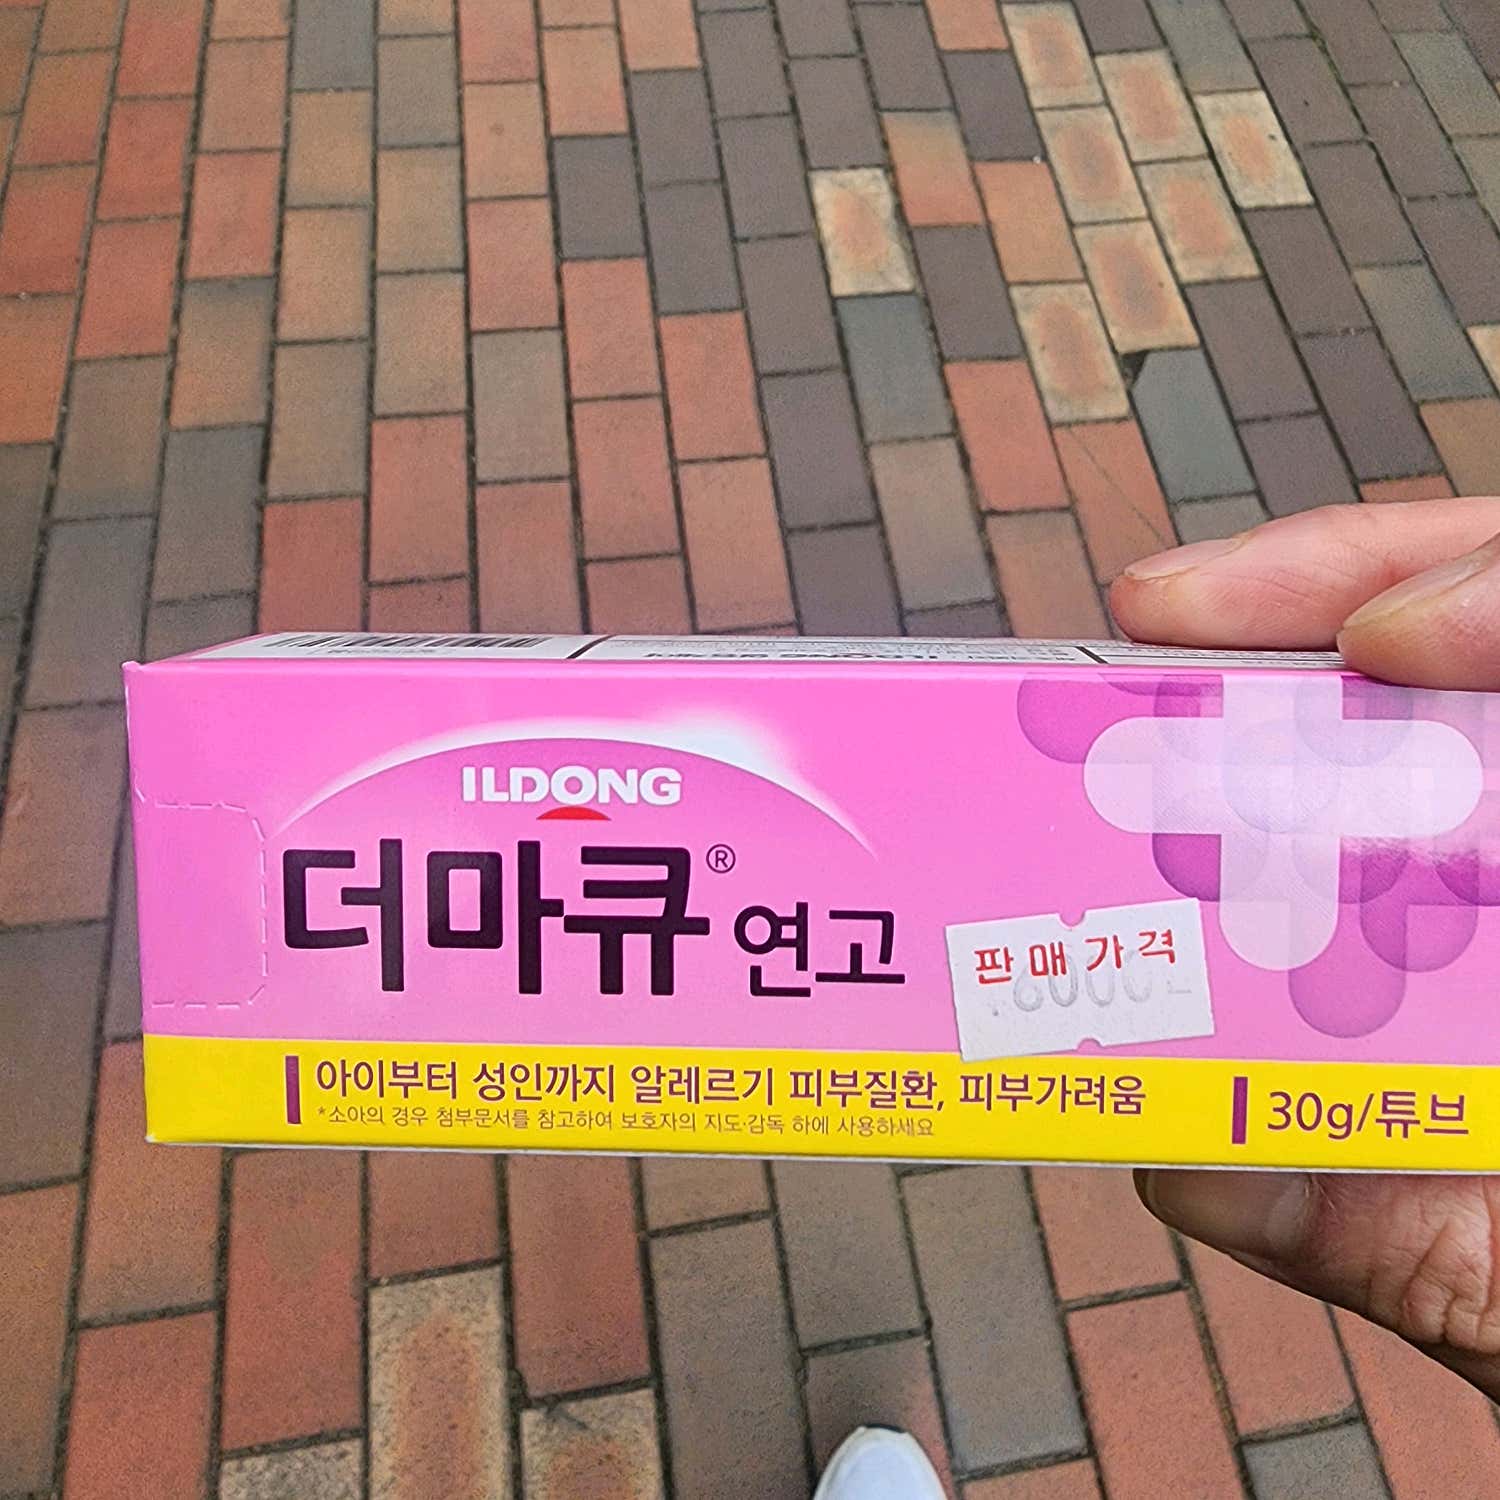 ILDONG
더마큐® 연고
판매가격
아이부터 성인까지 알레르기 피부질환, 피부가려움
*소아의 경우 첨부문서를 참고하여 보호자의 지도·감독 하에 사용하세요
30g/튜브